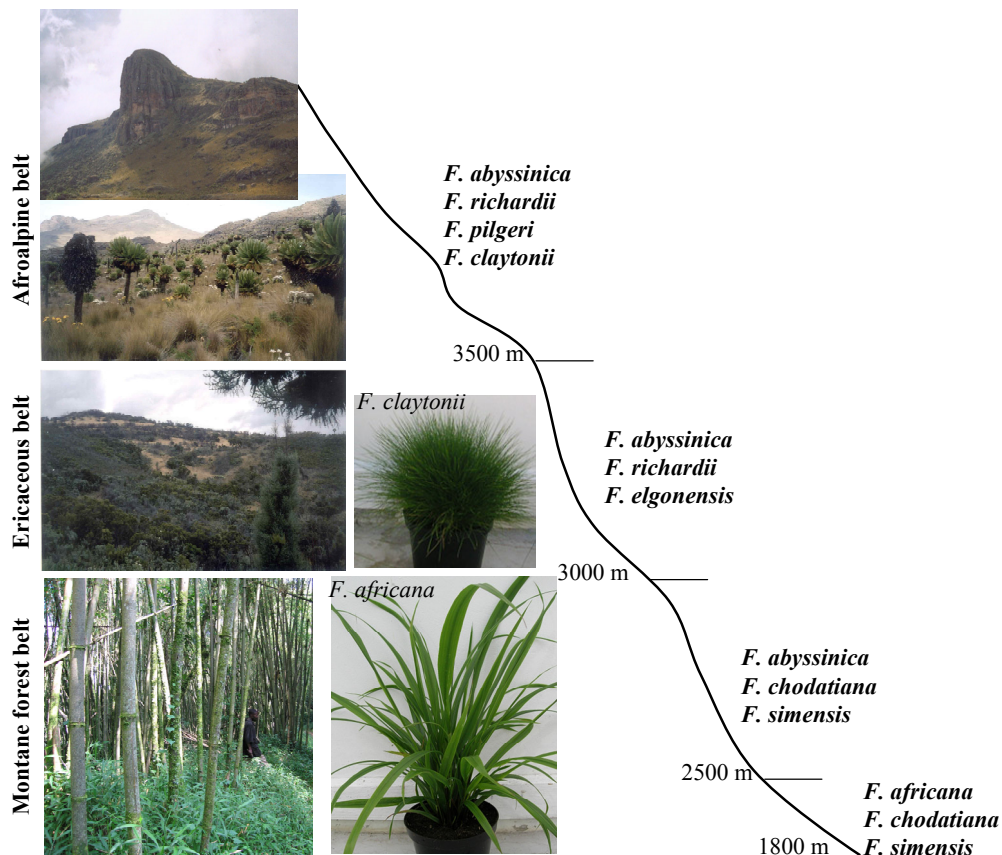 Afroalpine belt
F. abyssinica
F. richardii
F. pilgeri
F. claytonii
3500 m
Ericaceous belt
F. claytonii
F. abyssinica
F. richardii
F. elgonensis
3000 m
Montane forest belt
F. africana
F. abyssinica
F. chodatiana
F. simensis
2500 m
F. africana
F. chodatiana
F. simensis
1800 m